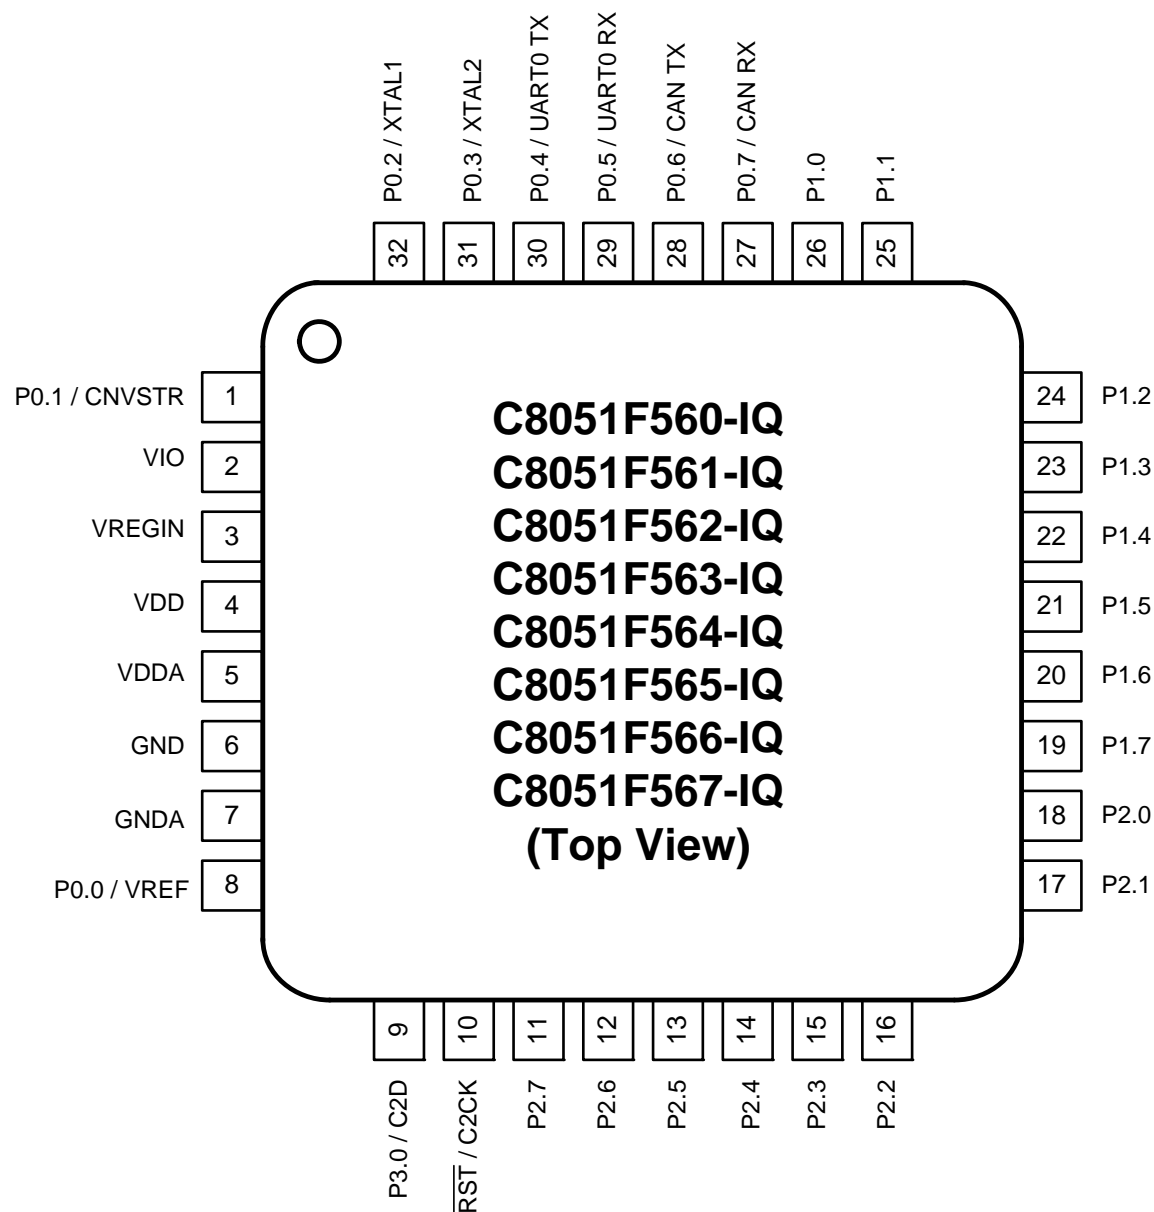 P0.2 / XTAL1
P0.3 / XTAL2
P0.4 / UART0 TX
P0.5 / UART0 RX
P0.6 / CAN TX
P0.7 / CAN RX
P1.0
P1.1
32
31
30
29
28
27
26
25
P0.1 / CNVSTR
1
VIO
2
VREGIN
3
VDD
4
VDDA
5
GND
6
GNDA
7
P0.0 / VREF
8
C8051F560-IQ
C8051F561-IQ
C8051F562-IQ
C8051F563-IQ
C8051F564-IQ
C8051F565-IQ
C8051F566-IQ
C8051F567-IQ
(Top View)
24 P1.2
23 P1.3
22 P1.4
21 P1.5
20 P1.6
19 P1.7
18 P2.0
17 P2.1
9
10
11
12
13
14
15
16
P3.0 / C2D
RST / C2CK
P2.7
P2.6
P2.5
P2.4
P2.3
P2.2